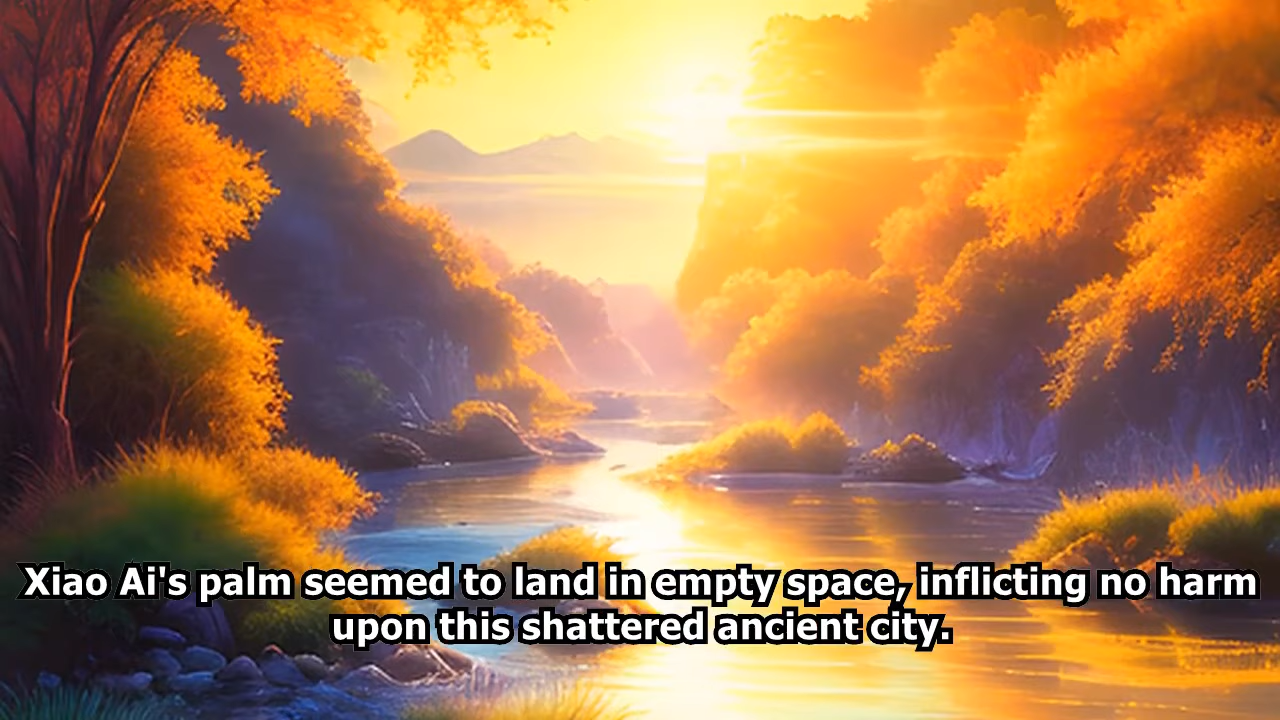 Xiao Ai's palm seemed to land in empty space, inflicting no harm
upon this shattered ancient city.